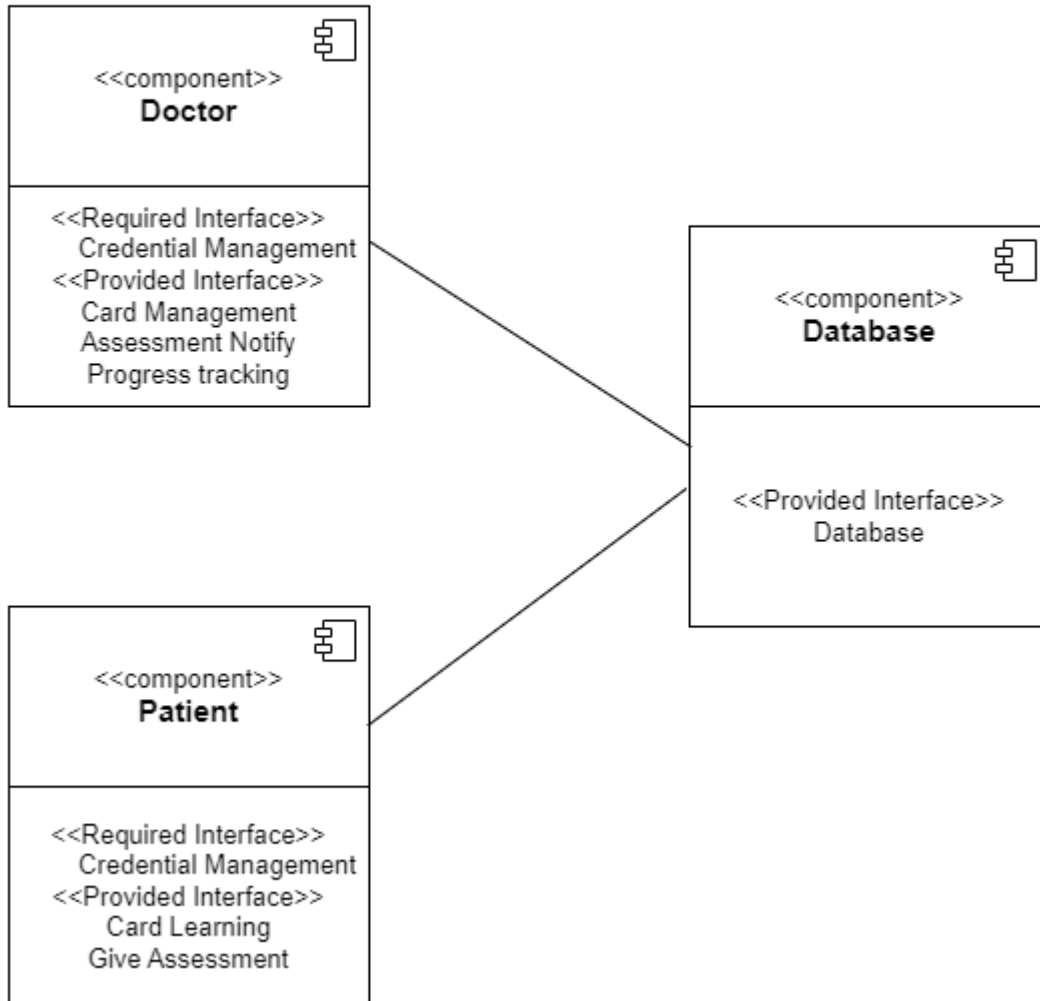 <<component>>
Doctor
<<Required Interface>>
Credential Management
<<Provided Interface>>
Card Management
Assessment Notify
Progress tracking
<<component>>
Database
<<Provided Interface>>
Database
<<component>>
Patient
<<Required Interface>>
Credential Management
<<Provided Interface>>
Card Learning
Give Assessment